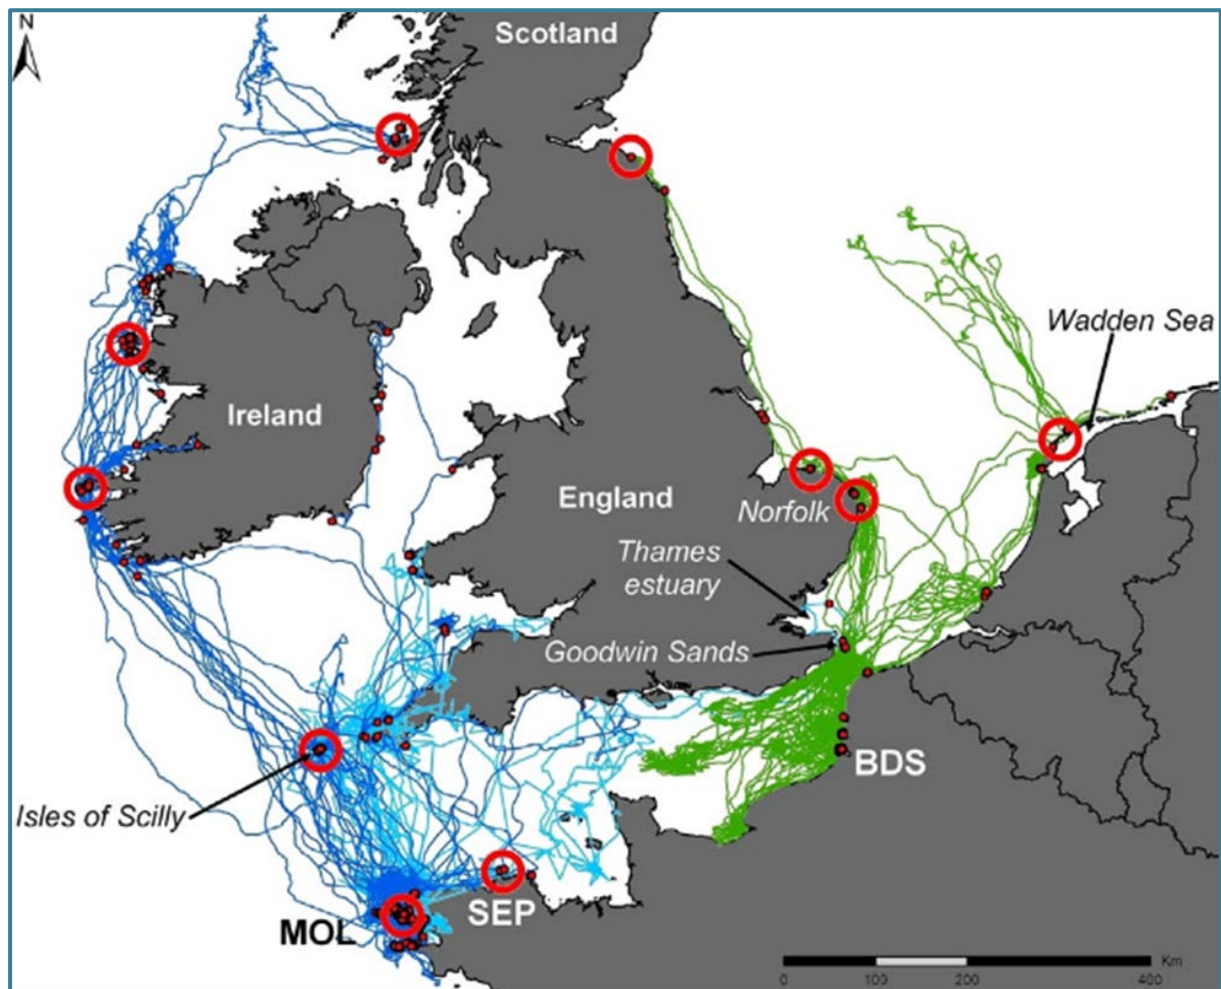 N
Scotland
Wadden Sea
Ireland
England
Norfolk
Thames
estuary
Goodwin Sands
BDS
Isles of Scilly
SEP
MOL
Km
0 100 200 400